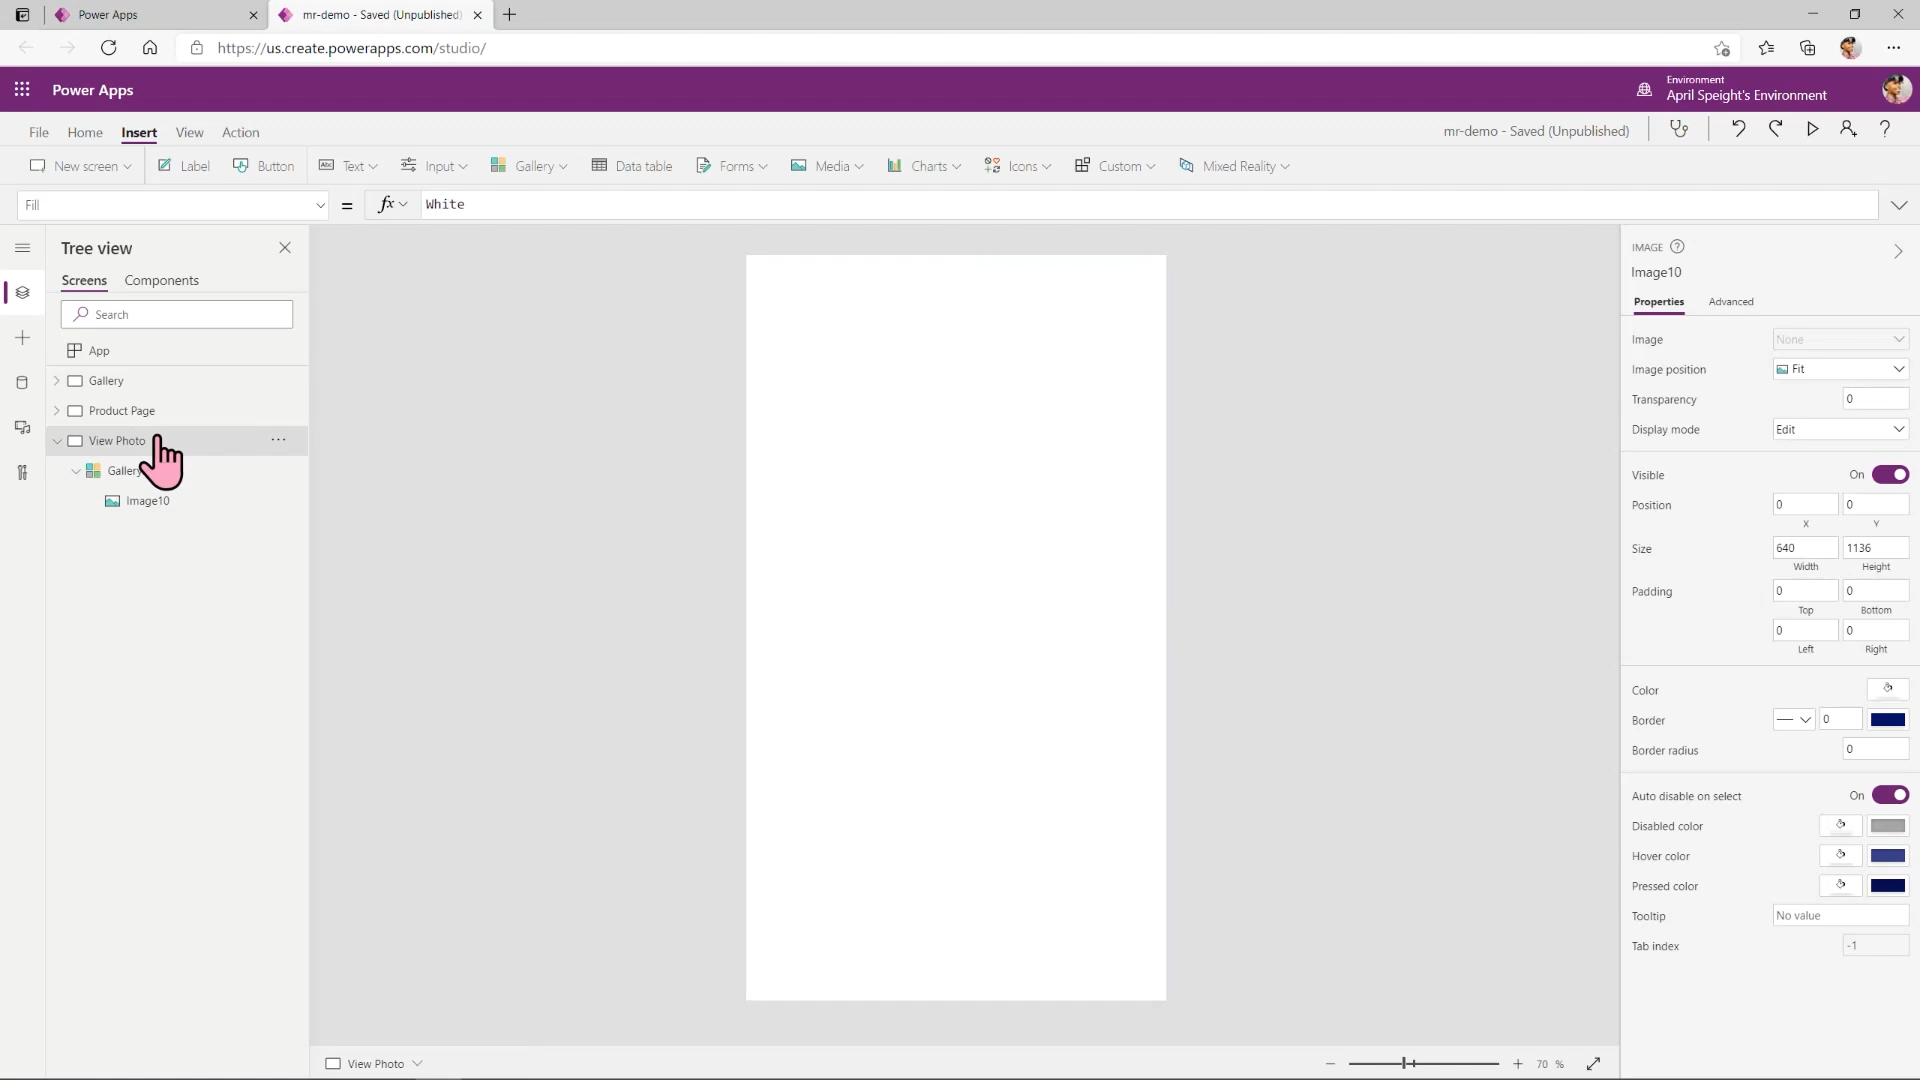 Power Apps
mr-demo - Saved (Unpublished)
https://us.create.powerapps.com/studio/
Power Apps
Environment
April Speight's Environment
File Home Insert View Action
mr-demo - Saved (Unpublished)
New screen Label Button Text Input Gallery Data table Forms Media Charts Icons Custom Mixed Reality
Fill = fx White
Tree view
Screens Components
Search
App
Gallery
Product Page
View Photo
Gallery
Image10
IMAGE
Image10
Properties Advanced
Image None
Image position Fit
Transparency 0
Display mode Edit
Visible On
Position 0 0
X Y
Size 640 1136
Width Height
Padding 0 0
Top Bottom
0 0
Left Right
Color
Border 0
Border radius 0
Auto disable on select On
Disabled color
Hover color
Pressed color
Tooltip No value
Tab index -1
View Photo
70 %